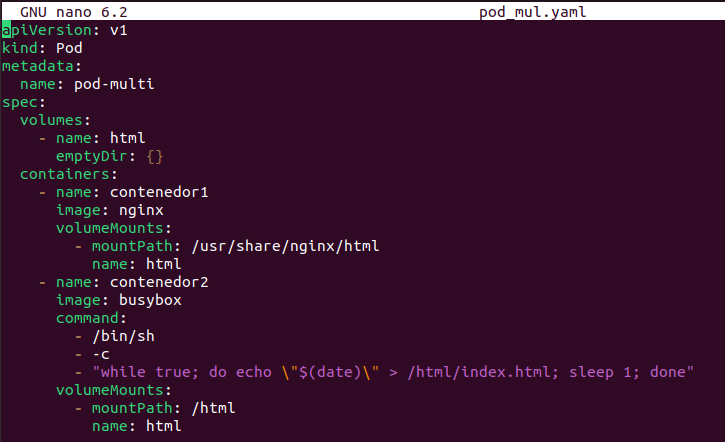 GNU nano 6.2 pod_mul.yaml
apiVersion: v1
kind: Pod
metadata:
  name: pod-multi
spec:
  volumes:
    - name: html
      emptyDir: {}
  containers:
    - name: contenedor1
      image: nginx
      volumeMounts:
        - mountPath: /usr/share/nginx/html
          name: html
    - name: contenedor2
      image: busybox
      command:
        - /bin/sh
        - -c
        - "while true; do echo \"$(date)\" > /html/index.html; sleep 1; done"
      volumeMounts:
        - mountPath: /html
          name: html